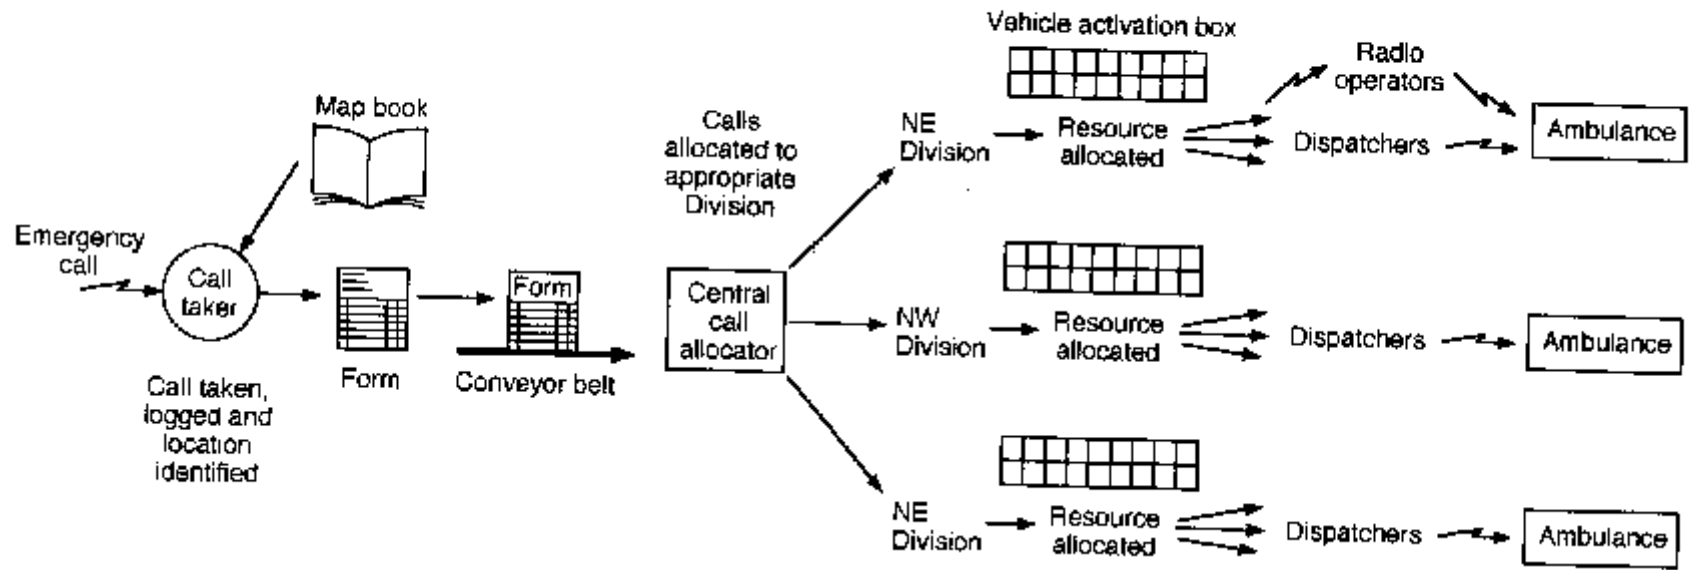 Emergency
call
Call
taker
Call taken,
logged and
location
identified
Map book
Form
Form
Conveyor belt
Calls
allocated to
appropriate
Division
Central
call
allocator
Vehicle activation box
NE
Division
Resource
allocated
Radio
operators
Dispatchers
Ambulance
NW
Division
Resource
allocated
Dispatchers
Ambulance
NE
Division
Resource
allocated
Dispatchers
Ambulance